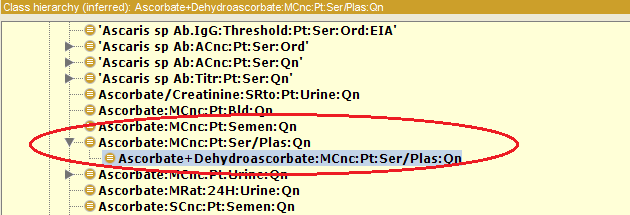 Class hierarchy (inferred): Ascorbate+Dehydroascorbate:MCnc:Pt:Ser/Plas:Qn
'Ascaris sp Ab.IgG:Threshold:Pt:Ser:Ord:EIA'
'Ascaris sp Ab:ACnc:Pt:Ser:Ord'
'Ascaris sp Ab:ACnc:Pt:Ser:Qn'
'Ascaris sp Ab:Titr:Pt:Ser:Qn'
Ascorbate/Creatinine:SRto:Pt:Urine:Qn
Ascorbate:MCnc:Pt:Bld:Qn
Ascorbate:MCnc:Pt:Semen:Qn
Ascorbate:MCnc:Pt:Ser/Plas:Qn
Ascorbate+Dehydroascorbate:MCnc:Pt:Ser/Plas:Qn
Ascorbate:MCnc:Pt:Urine:Qn
Ascorbate:MRat:24H:Urine:Qn
Ascorbate:SCnc:Pt:Semen:Qn